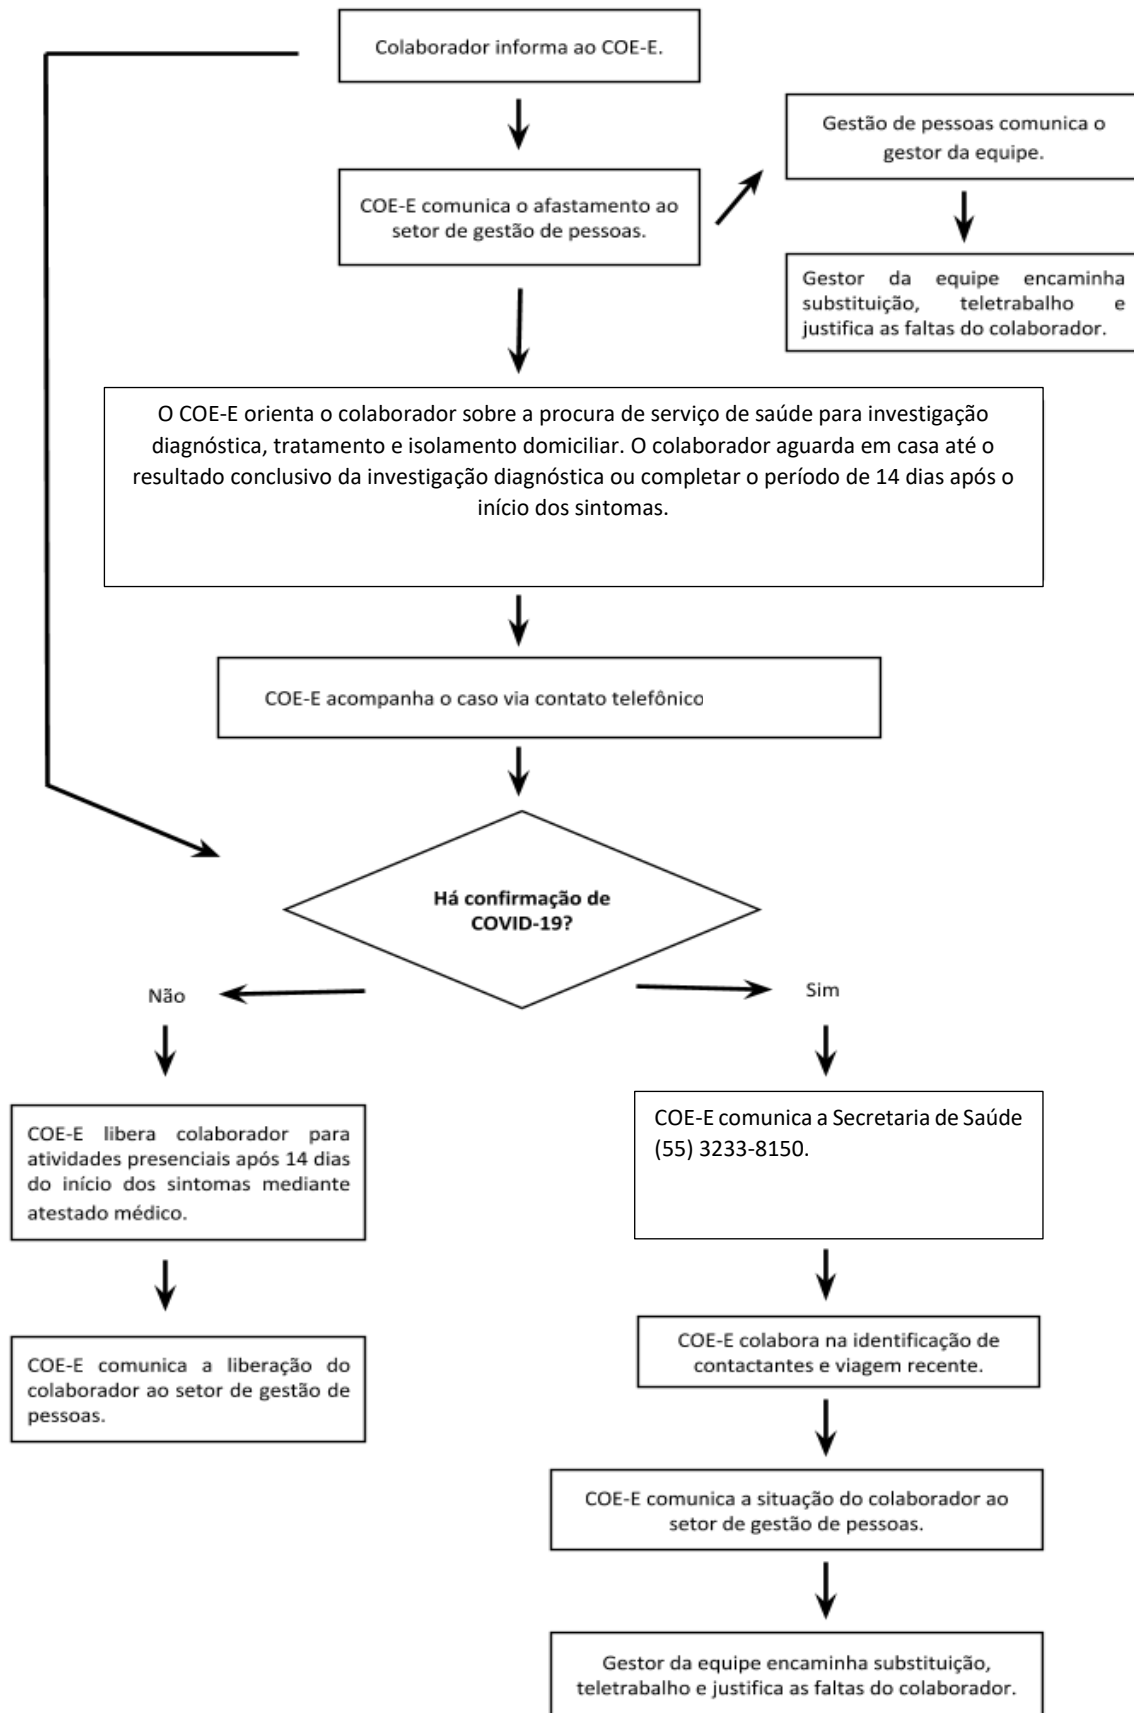 Colaborador informa ao COE-E.
Gestão de pessoas comunica o
gestor da equipe.
COE-E comunica o afastamento ao
setor de gestão de pessoas.
Gestor da equipe encaminha
substituição, teletrabalho e
justifica as faltas do colaborador.
O COE-E orienta o colaborador sobre a procura de serviço de saúde para investigação
diagnóstica, tratamento e isolamento domiciliar. O colaborador aguarda em casa até o
resultado conclusivo da investigação diagnóstica ou completar o período de 14 dias após o
início dos sintomas.
COE-E acompanha o caso via contato telefônico
Há confirmação de
COVID-19?
Não
Sim
COE-E libera colaborador para
atividades presenciais após 14 dias
do início dos sintomas mediante
atestado médico.
COE-E comunica a Secretaria de Saúde
(55) 3233-8150.
COE-E comunica a liberação do
colaborador ao setor de gestão de
pessoas.
COE-E colabora na identificação de
contactantes e viagem recente.
COE-E comunica a situação do colaborador ao
setor de gestão de pessoas.
Gestor da equipe encaminha substituição,
teletrabalho e justifica as faltas do colaborador.